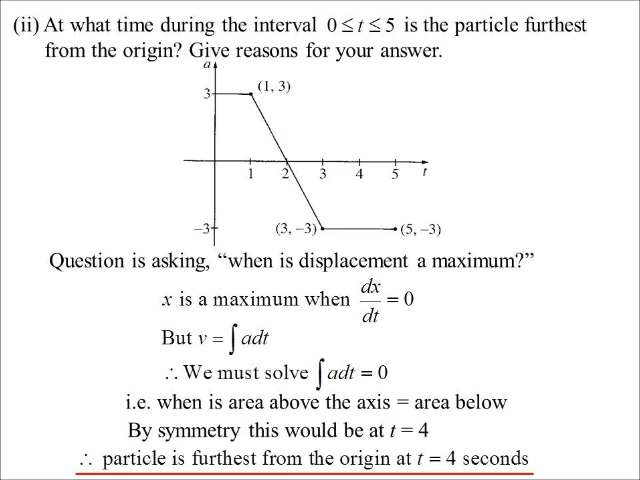 (ii) At what time during the interval 0 ≤ t ≤ 5 is the particle furthest
from the origin? Give reasons for your answer.
a
3
(1, 3)
1 2 3 4 5 t
–3
(3, –3)
(5, –3)
Question is asking, “when is displacement a maximum?”
x is a maximum when dx/dt = 0
But v = ∫ adt
∴ We must solve ∫ adt = 0
i.e. when is area above the axis = area below
By symmetry this would be at t = 4
∴ particle is furthest from the origin at t = 4 seconds